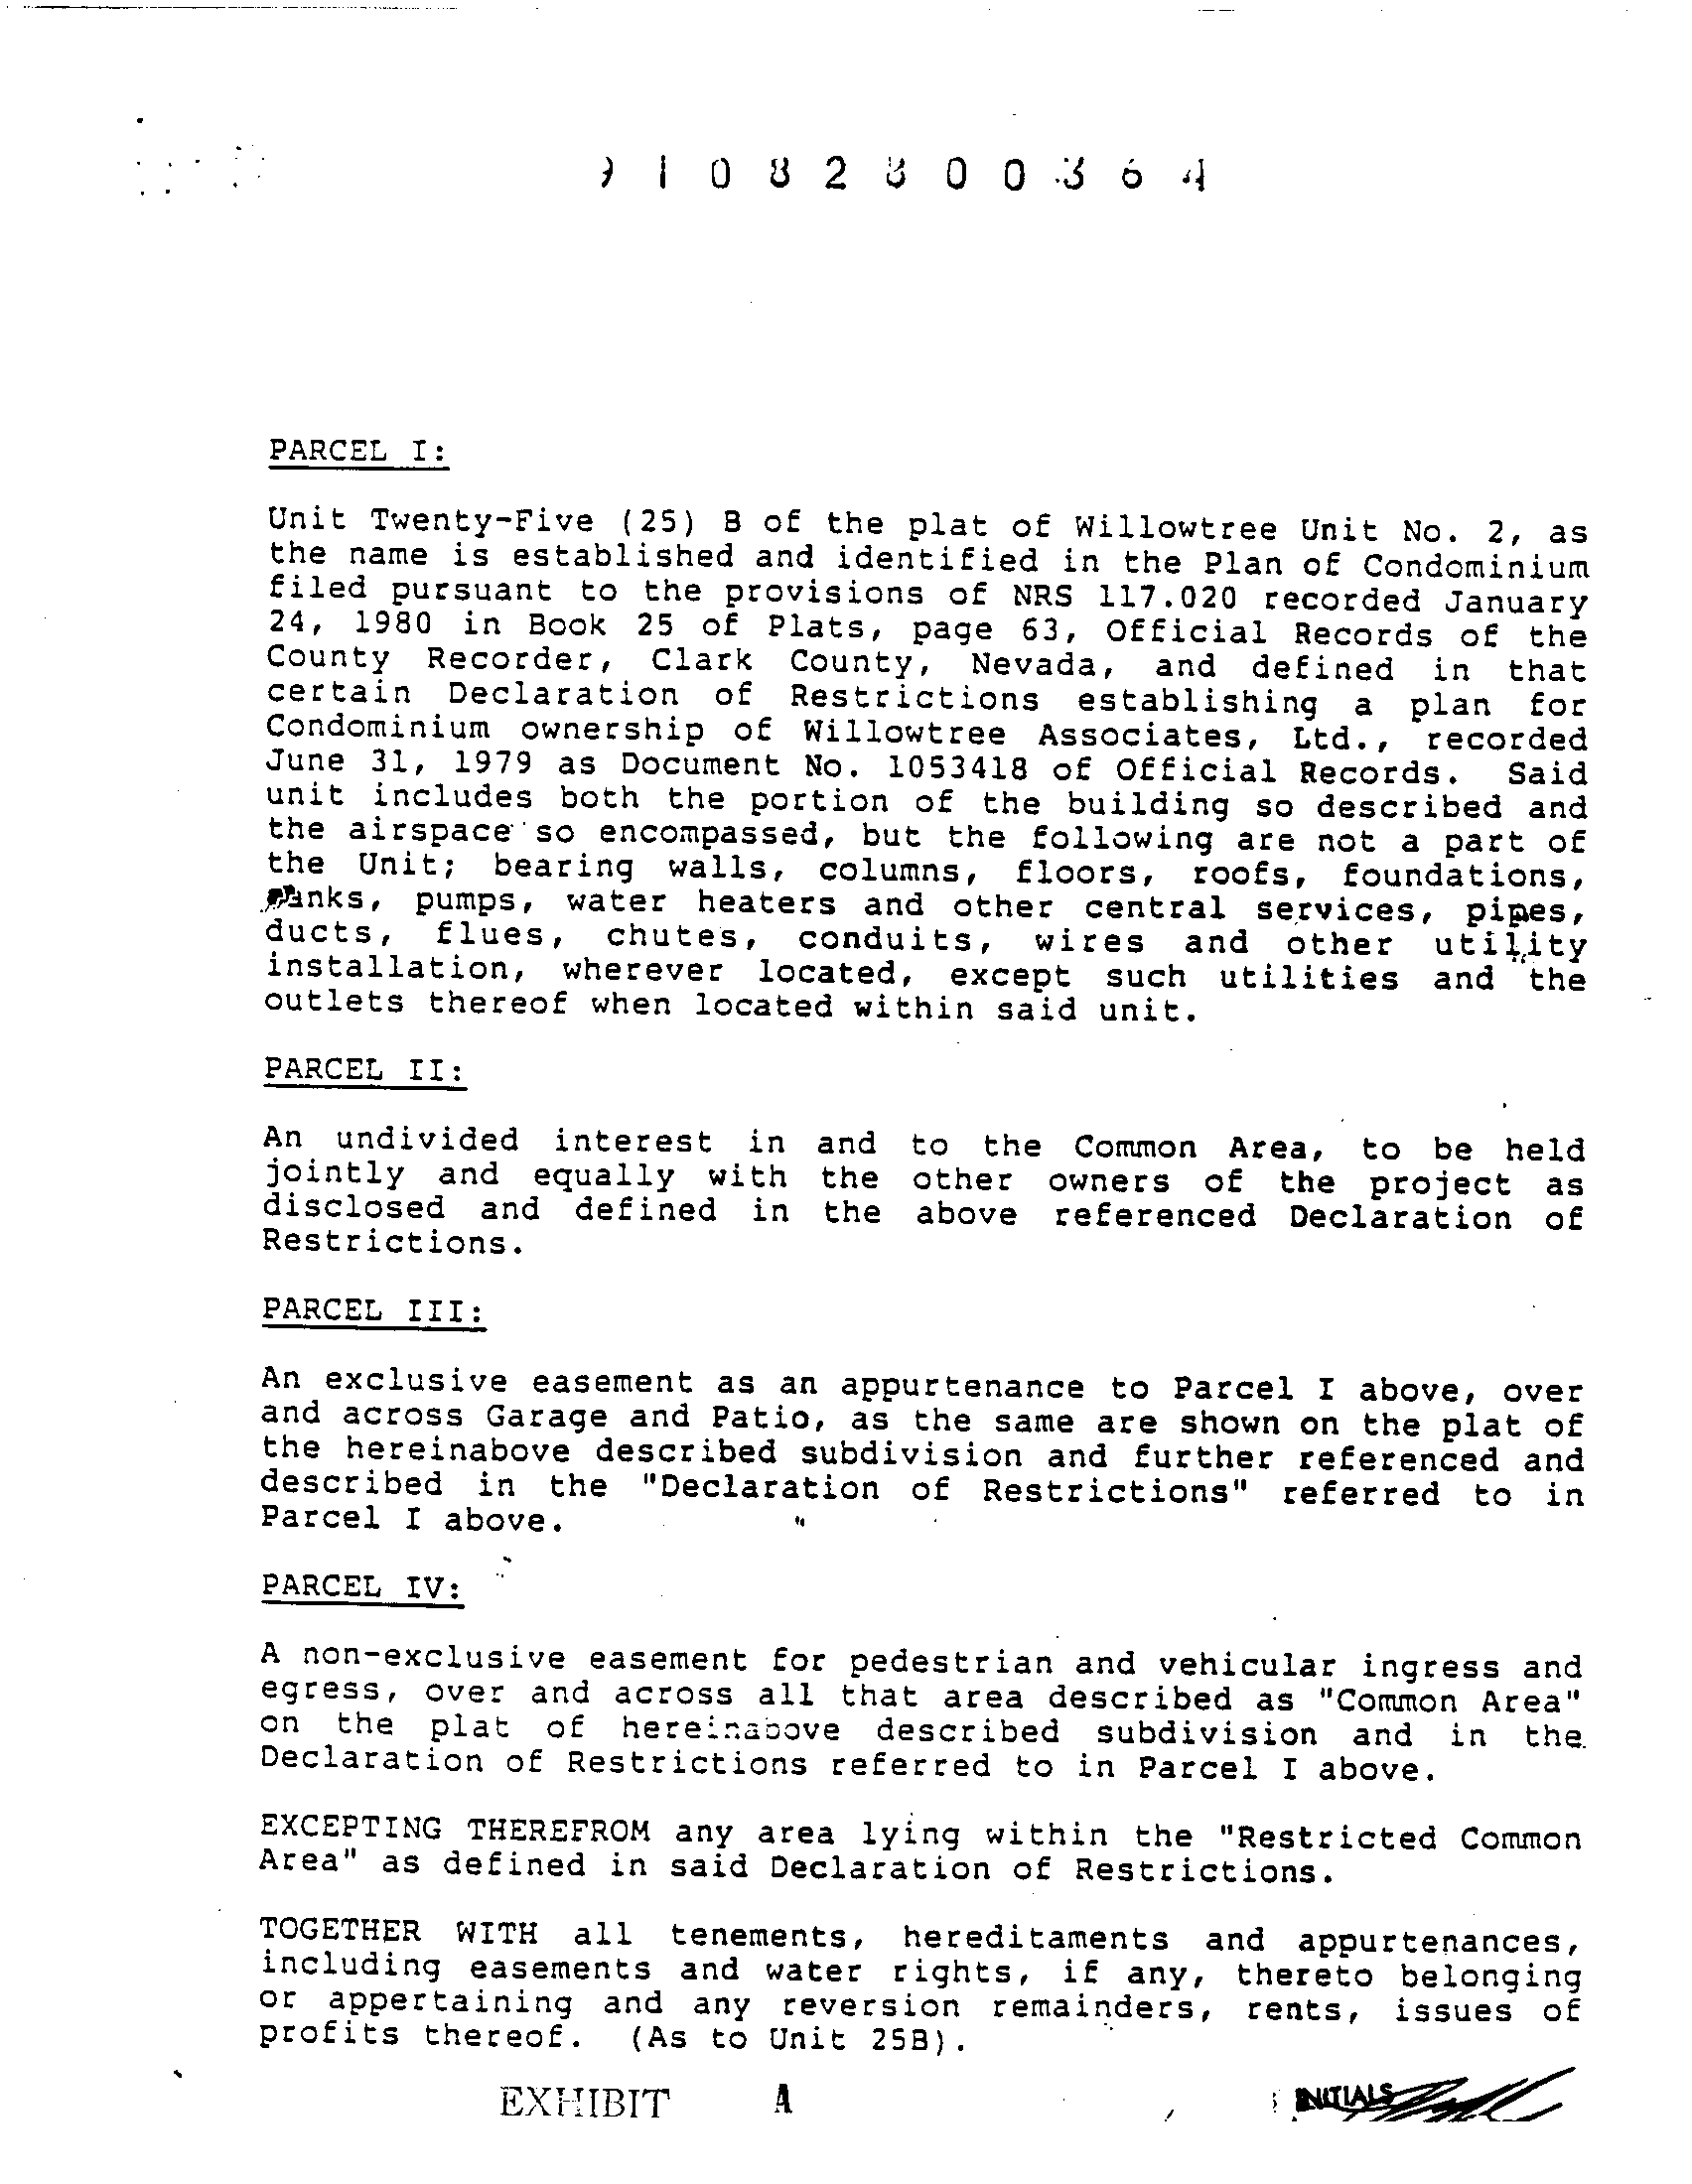 9 1 0 8 2 8 0 0 3 6 4
PARCEL I:
Unit Twenty-Five (25) B of the plat of Willowtree Unit No. 2, as
the name is established and identified in the Plan of Condominium
filed pursuant to the provisions of NRS 117.020 recorded January
24, 1980 in Book 25 of Plats, page 63, Official Records of the
County Recorder, Clark County, Nevada, and defined in that
certain Declaration of Restrictions establishing a plan for
Condominium ownership of Willowtree Associates, Ltd., recorded
June 31, 1979 as Document No. 1053418 of Official Records. Said
unit includes both the portion of the building so described and
the airspace so encompassed, but the following are not a part of
the Unit; bearing walls, columns, floors, roofs, foundations,
tanks, pumps, water heaters and other central services, pipes,
ducts, flues, chutes, conduits, wires and other utility
installation, wherever located, except such utilities and the
outlets thereof when located within said unit.
PARCEL II:
An undivided interest in and to the Common Area, to be held
jointly and equally with the other owners of the project as
disclosed and defined in the above referenced Declaration of
Restrictions.
PARCEL III:
An exclusive easement as an appurtenance to Parcel I above, over
and across Garage and Patio, as the same are shown on the plat of
the hereinabove described subdivision and further referenced and
described in the "Declaration of Restrictions" referred to in
Parcel I above.
PARCEL IV:
A non-exclusive easement for pedestrian and vehicular ingress and
egress, over and across all that area described as "Common Area"
on the plat of hereinabove described subdivision and in the
Declaration of Restrictions referred to in Parcel I above.
EXCEPTING THEREFROM any area lying within the "Restricted Common
Area" as defined in said Declaration of Restrictions.
TOGETHER WITH all tenements, hereditaments and appurtenances,
including easements and water rights, if any, thereto belonging
or appertaining and any reversion remainders, rents, issues of
profits thereof. (As to Unit 25B).
EXHIBIT A
INITIALS